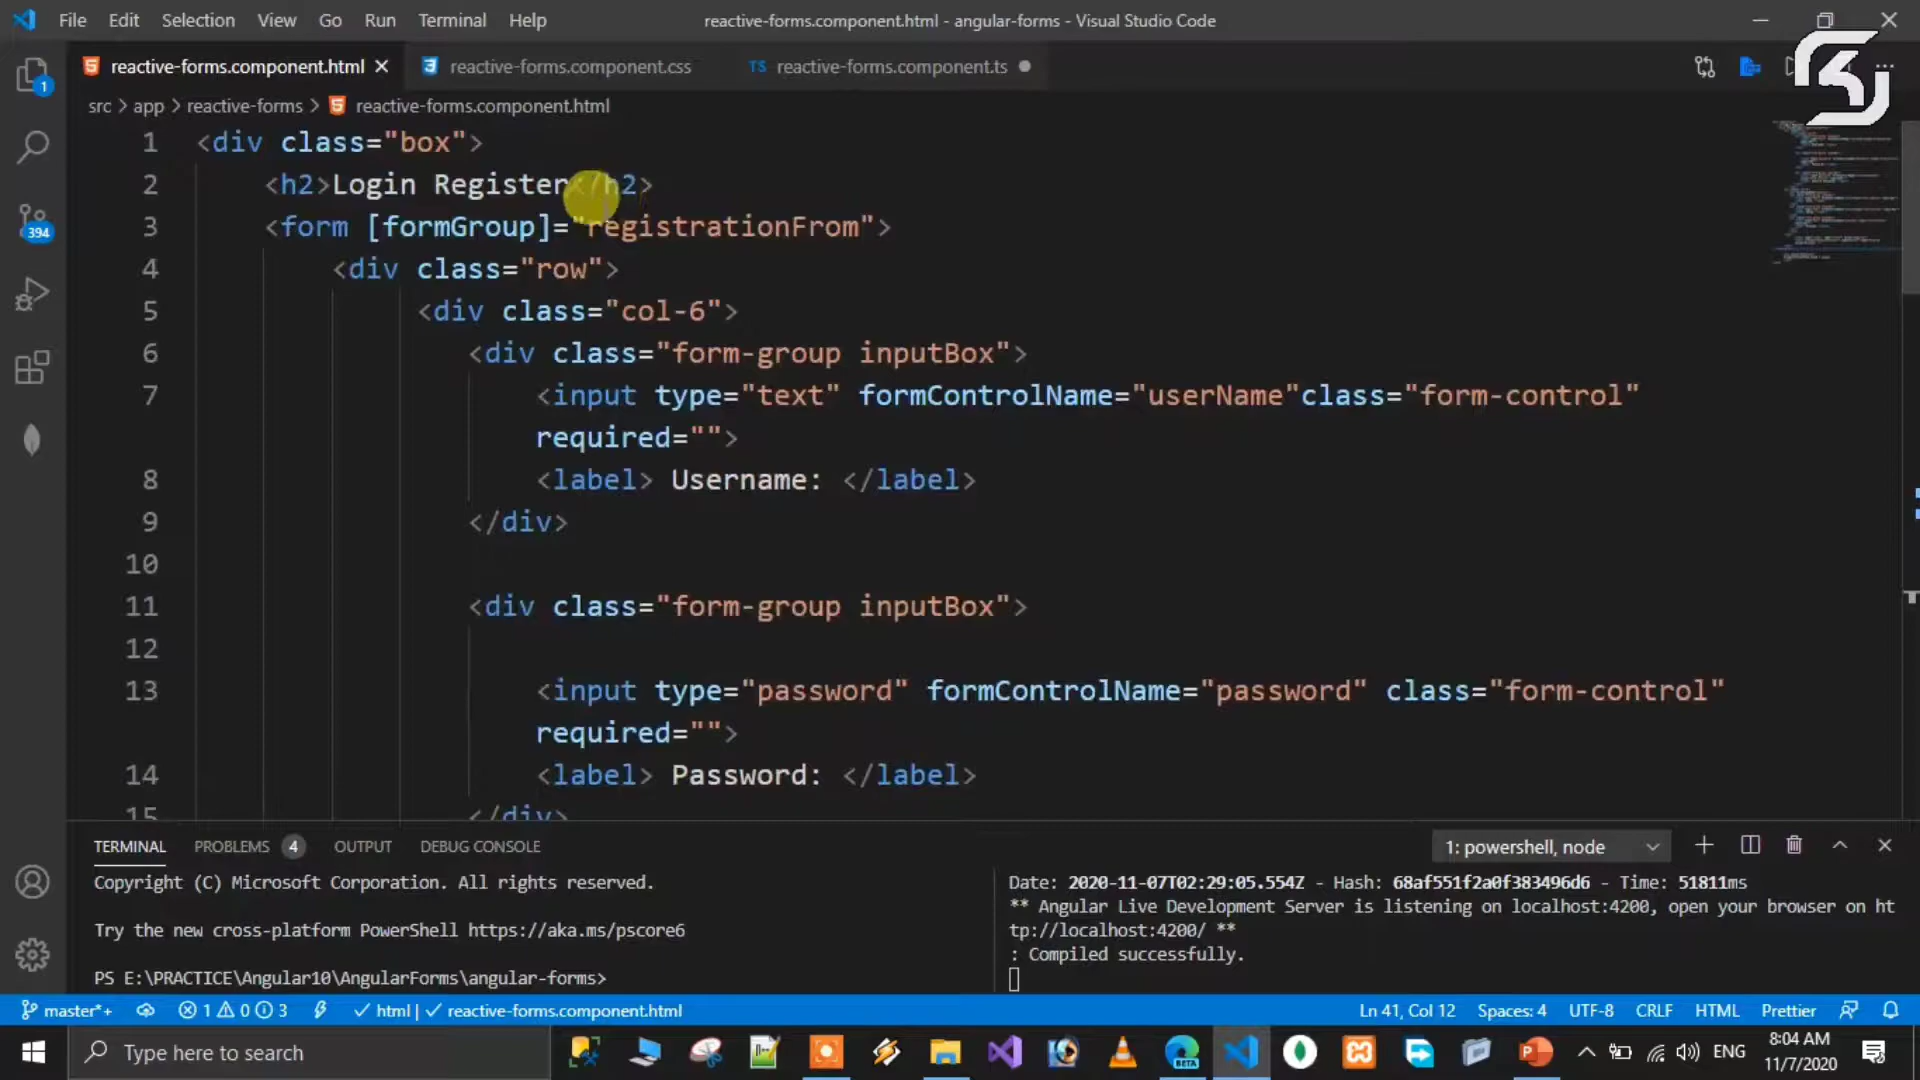 File Edit Selection View Go Run Terminal Help reactive-forms.component.html - angular-forms - Visual Studio Code
reactive-forms.component.html reactive-forms.component.css TS reactive-forms.component.ts
1
src > app > reactive-forms > reactive-forms.component.html
1 <div class="box">
2 <h2>Login Register</h2>
3 <form [formGroup]="registrationFrom">
394
4 <div class="row">
5 <div class="col-6">
6 <div class="form-group inputBox">
7 <input type="text" formControlName="userName"class="form-control"
required="">
8 <label> Username: </label>
9 </div>
10
11 <div class="form-group inputBox">
12
13 <input type="password" formControlName="password" class="form-control"
required="">
14 <label> Password: </label>
15 </div>
TERMINAL PROBLEMS 4 OUTPUT DEBUG CONSOLE 1: powershell, node
Copyright (C) Microsoft Corporation. All rights reserved.
Try the new cross-platform PowerShell https://aka.ms/pscore6
PS E:\PRACTICE\Angular10\AngularForms\angular-forms>
Date: 2020-11-07T02:29:05.554Z - Hash: 68af551f2a0f383496d6 - Time: 51811ms
** Angular Live Development Server is listening on localhost:4200, open your browser on ht
tp://localhost:4200/ **
: Compiled successfully.
master*+ 1 0 3 html | reactive-forms.component.html Ln 41, Col 12 Spaces: 4 UTF-8 CRLF HTML Prettier
Type here to search BETA ENG 8:04 AM
11/7/2020